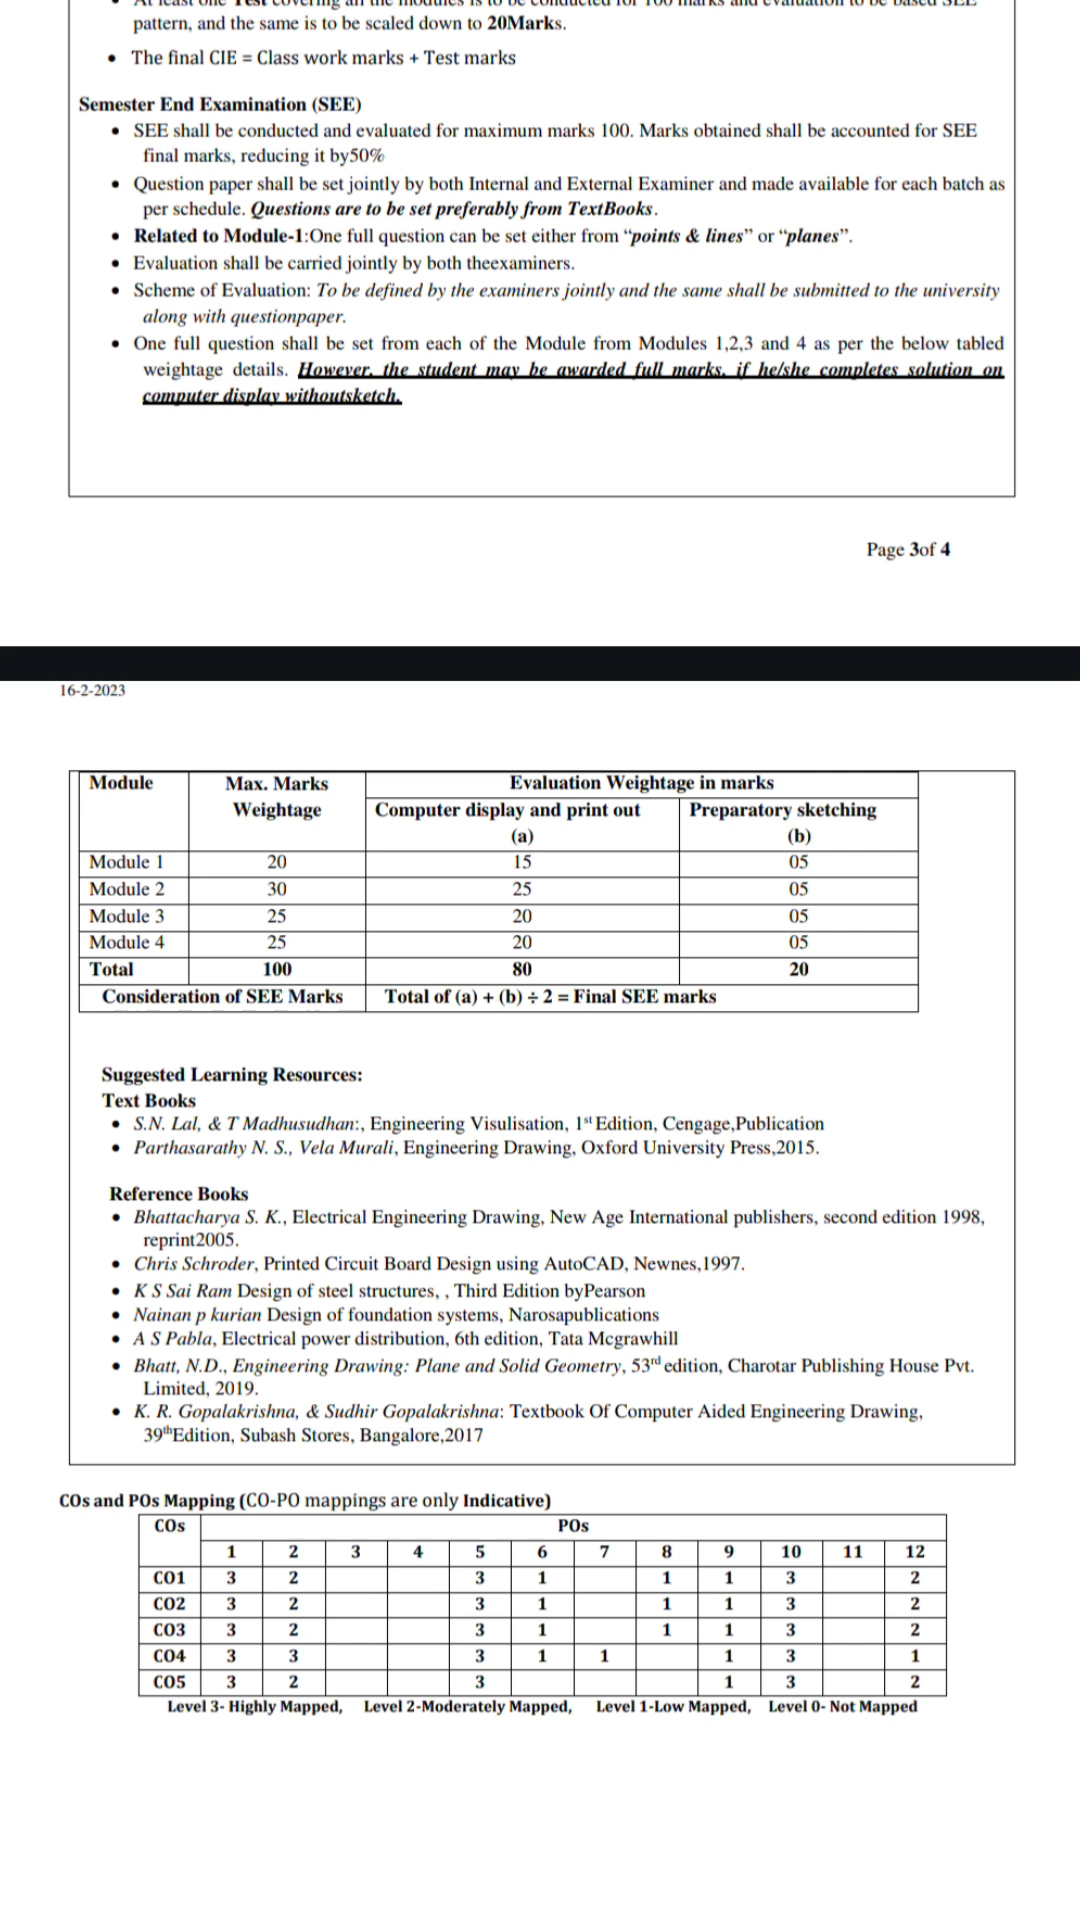 • At least one Test covering all the modules is to be conducted for 100 marks and evaluation to be based SEE
pattern, and the same is to be scaled down to 20Marks.
• The final CIE = Class work marks + Test marks
Semester End Examination (SEE)
• SEE shall be conducted and evaluated for maximum marks 100. Marks obtained shall be accounted for SEE
final marks, reducing it by50%
• Question paper shall be set jointly by both Internal and External Examiner and made available for each batch as
per schedule. Questions are to be set preferably from TextBooks.
• Related to Module-1:One full question can be set either from “points & lines” or “planes”.
• Evaluation shall be carried jointly by both theexaminers.
• Scheme of Evaluation: To be defined by the examiners jointly and the same shall be submitted to the university
along with questionpaper.
• One full question shall be set from each of the Module from Modules 1,2,3 and 4 as per the below tabled
weightage details. However, the student may be awarded full marks, if he/she completes solution on
computer display withoutsketch.
Page 3of 4
16-2-2023
Module Max. Marks Evaluation Weightage in marks
Weightage Computer display and print out Preparatory sketching
(a) (b)
Module 1 20 15 05
Module 2 30 25 05
Module 3 25 20 05
Module 4 25 20 05
Total 100 80 20
Consideration of SEE Marks Total of (a) + (b) ÷ 2 = Final SEE marks
Suggested Learning Resources:
Text Books
• S.N. Lal, & T Madhusudhan:, Engineering Visulisation, 1st Edition, Cengage,Publication
• Parthasarathy N. S., Vela Murali, Engineering Drawing, Oxford University Press,2015.
Reference Books
• Bhattacharya S. K., Electrical Engineering Drawing, New Age International publishers, second edition 1998,
reprint2005.
• Chris Schroder, Printed Circuit Board Design using AutoCAD, Newnes,1997.
• K S Sai Ram Design of steel structures, , Third Edition byPearson
• Nainan p kurian Design of foundation systems, Narosapublications
• A S Pabla, Electrical power distribution, 6th edition, Tata Mcgrawhill
• Bhatt, N.D., Engineering Drawing: Plane and Solid Geometry, 53rd edition, Charotar Publishing House Pvt.
Limited, 2019.
• K. R. Gopalakrishna, & Sudhir Gopalakrishna: Textbook Of Computer Aided Engineering Drawing,
39thEdition, Subash Stores, Bangalore,2017
COs and POs Mapping (CO-PO mappings are only Indicative)
COs POs
1 2 3 4 5 6 7 8 9 10 11 12
CO1 3 2 3 1 1 1 3 2
CO2 3 2 3 1 1 1 3 2
CO3 3 2 3 1 1 1 3 2
CO4 3 3 3 1 1 1 3 1
CO5 3 2 3 1 3 2
Level 3- Highly Mapped, Level 2-Moderately Mapped, Level 1-Low Mapped, Level 0- Not Mapped